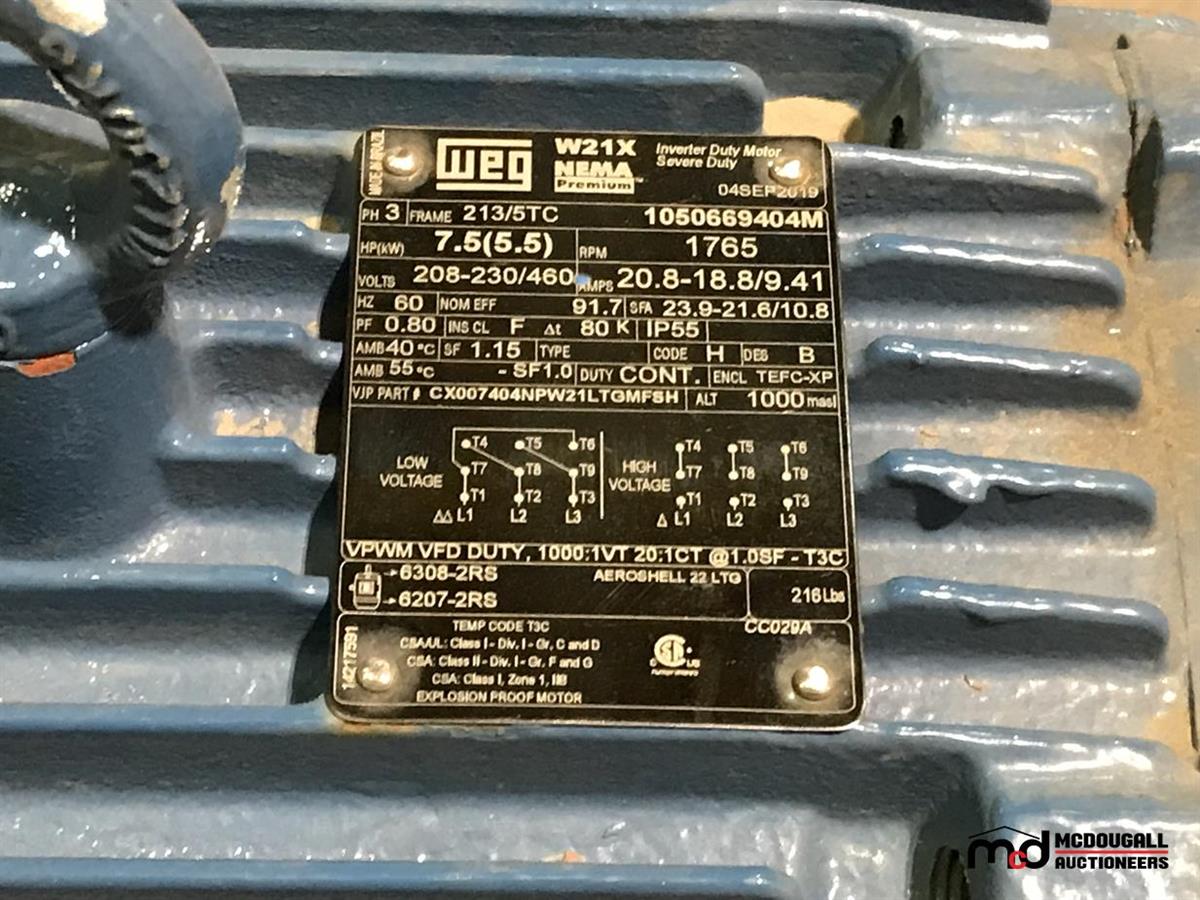 MADE IN BRAZIL
WEG
W21X
NEMA
Premium
Inverter Duty Motor
Severe Duty
04SEP2019
PH 3 FRAME 213/5TC 1050669404M
HP(kW) 7.5(5.5) RPM 1765
VOLTS 208-230/460 AMPS 20.8-18.8/9.41
HZ 60 NOM EFF 91.7 SFA 23.9-21.6/10.8
PF 0.80 INS CL F Δt 80 K IP55
AMB 40 °C SF 1.15 TYPE CODE H DES B
AMB 55 °C - SF1.0 DUTY CONT. ENCL TEFC-XP
VJP PART# CX007404NPW21LTGMFSH ALT 1000 masl
T4 T5 T6 T4 T5 T6
LOW VOLTAGE T7 T8 T9 HIGH VOLTAGE T7 T8 T9
T1 T2 T3 T1 T2 T3
ΔΔ L1 L2 L3 Δ L1 L2 L3
VPWM VFD DUTY, 1000:1VT 20:1CT @1.0SF - T3C
6308-2RS AEROSHELL 22 LTG
6207-2RS 216 Lbs
TEMP CODE T3C CC029A
CSA/UL: Class I - Div. I - Gr. C and D
CSA: Class II - Div. I - Gr. F and G
CSA: Class I, Zone 1, IIB
EXPLOSION PROOF MOTOR
14217591
C US
mcd MCDOUGALL
AUCTIONEERS